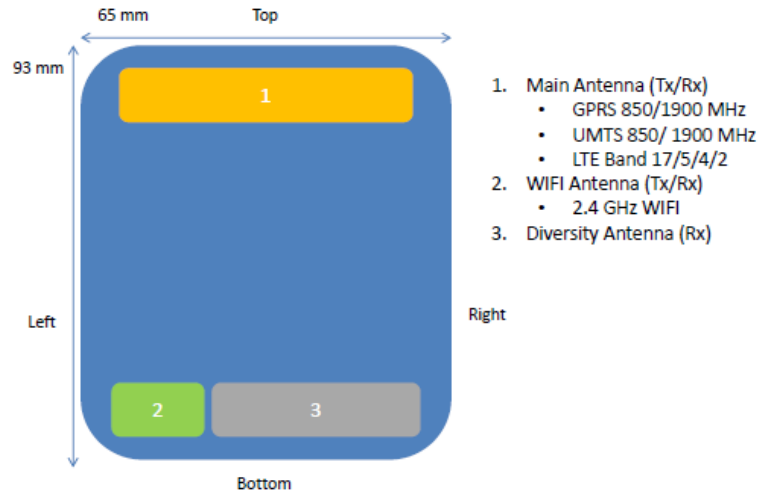 65 mm
Top
93 mm
1
1. Main Antenna (Tx/Rx)
• GPRS 850/1900 MHz
• UMTS 850/ 1900 MHz
• LTE Band 17/5/4/2
2. WIFI Antenna (Tx/Rx)
• 2.4 GHz WIFI
3. Diversity Antenna (Rx)
Left
Right
2
3
Bottom